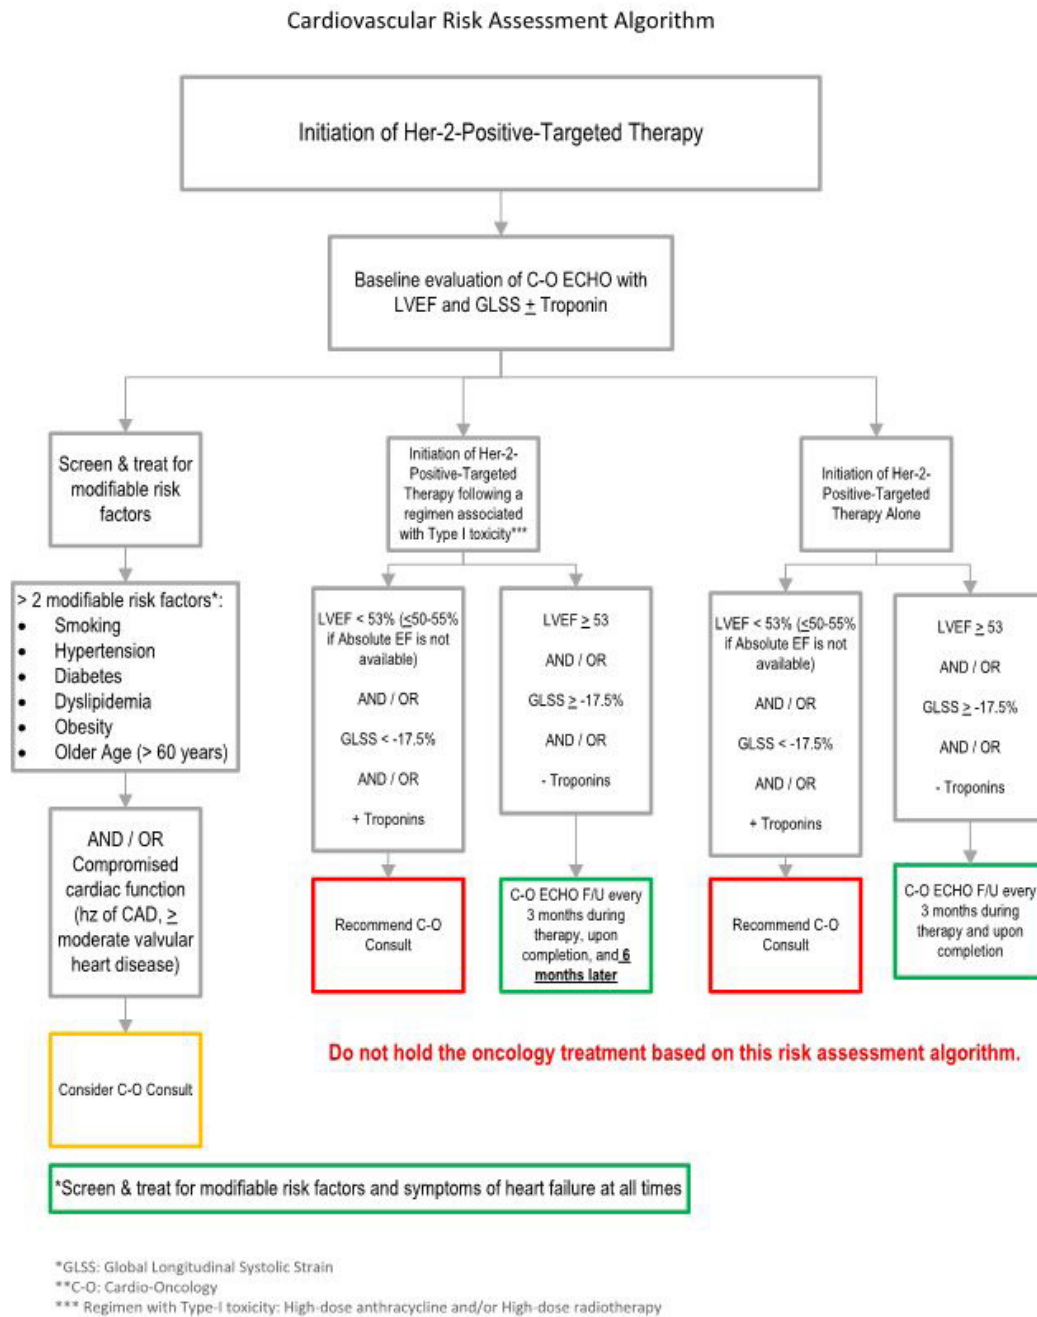 Cardiovascular Risk Assessment Algorithm
Initiation of Her-2-Positive-Targeted Therapy
Baseline evaluation of C-O ECHO with
LVEF and GLSS ± Troponin
Screen & treat for
modifiable risk
factors
> 2 modifiable risk factors*:
• Smoking
• Hypertension
• Diabetes
• Dyslipidemia
• Obesity
• Older Age (> 60 years)
AND / OR
Compromised
cardiac function
(hz of CAD, ≥
moderate valvular
heart disease)
Consider C-O Consult
Initiation of Her-2-
Positive-Targeted
Therapy following a
regimen associated
with Type I toxicity***
LVEF < 53% (≤50-55%
if Absolute EF is not
available)
AND / OR
GLSS < -17.5%
AND / OR
+ Troponins
Recommend C-O
Consult
LVEF ≥ 53
AND / OR
GLSS ≥ -17.5%
AND / OR
- Troponins
C-O ECHO F/U every
3 months during
therapy, upon
completion, and 6
months later
Initiation of Her-2-
Positive-Targeted
Therapy Alone
LVEF < 53% (≤50-55%
if Absolute EF is not
available)
AND / OR
GLSS < -17.5%
AND / OR
+ Troponins
Recommend C-O
Consult
LVEF ≥ 53
AND / OR
GLSS ≥ -17.5%
AND / OR
- Troponins
C-O ECHO F/U every
3 months during
therapy and upon
completion
Do not hold the oncology treatment based on this risk assessment algorithm.
*Screen & treat for modifiable risk factors and symptoms of heart failure at all times
*GLSS: Global Longitudinal Systolic Strain
**C-O: Cardio-Oncology
*** Regimen with Type-I toxicity: High-dose anthracycline and/or High-dose radiotherapy